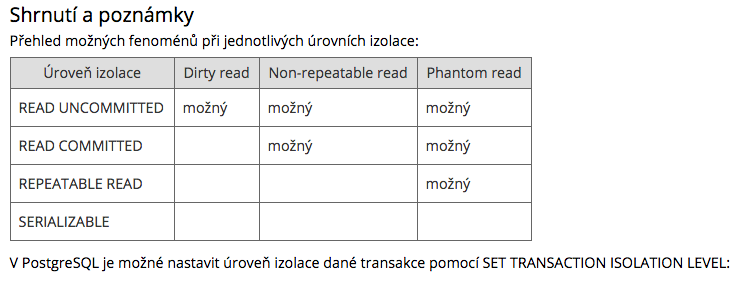 Shrnutí a poznámky
Přehled možných fenoménů při jednotlivých úrovních izolace:
Úroveň izolace Dirty read Non-repeatable read Phantom read
READ UNCOMMITTED možný možný možný
READ COMMITTED možný možný
REPEATABLE READ možný
SERIALIZABLE
V PostgreSQL je možné nastavit úroveň izolace dané transakce pomocí SET TRANSACTION ISOLATION LEVEL: